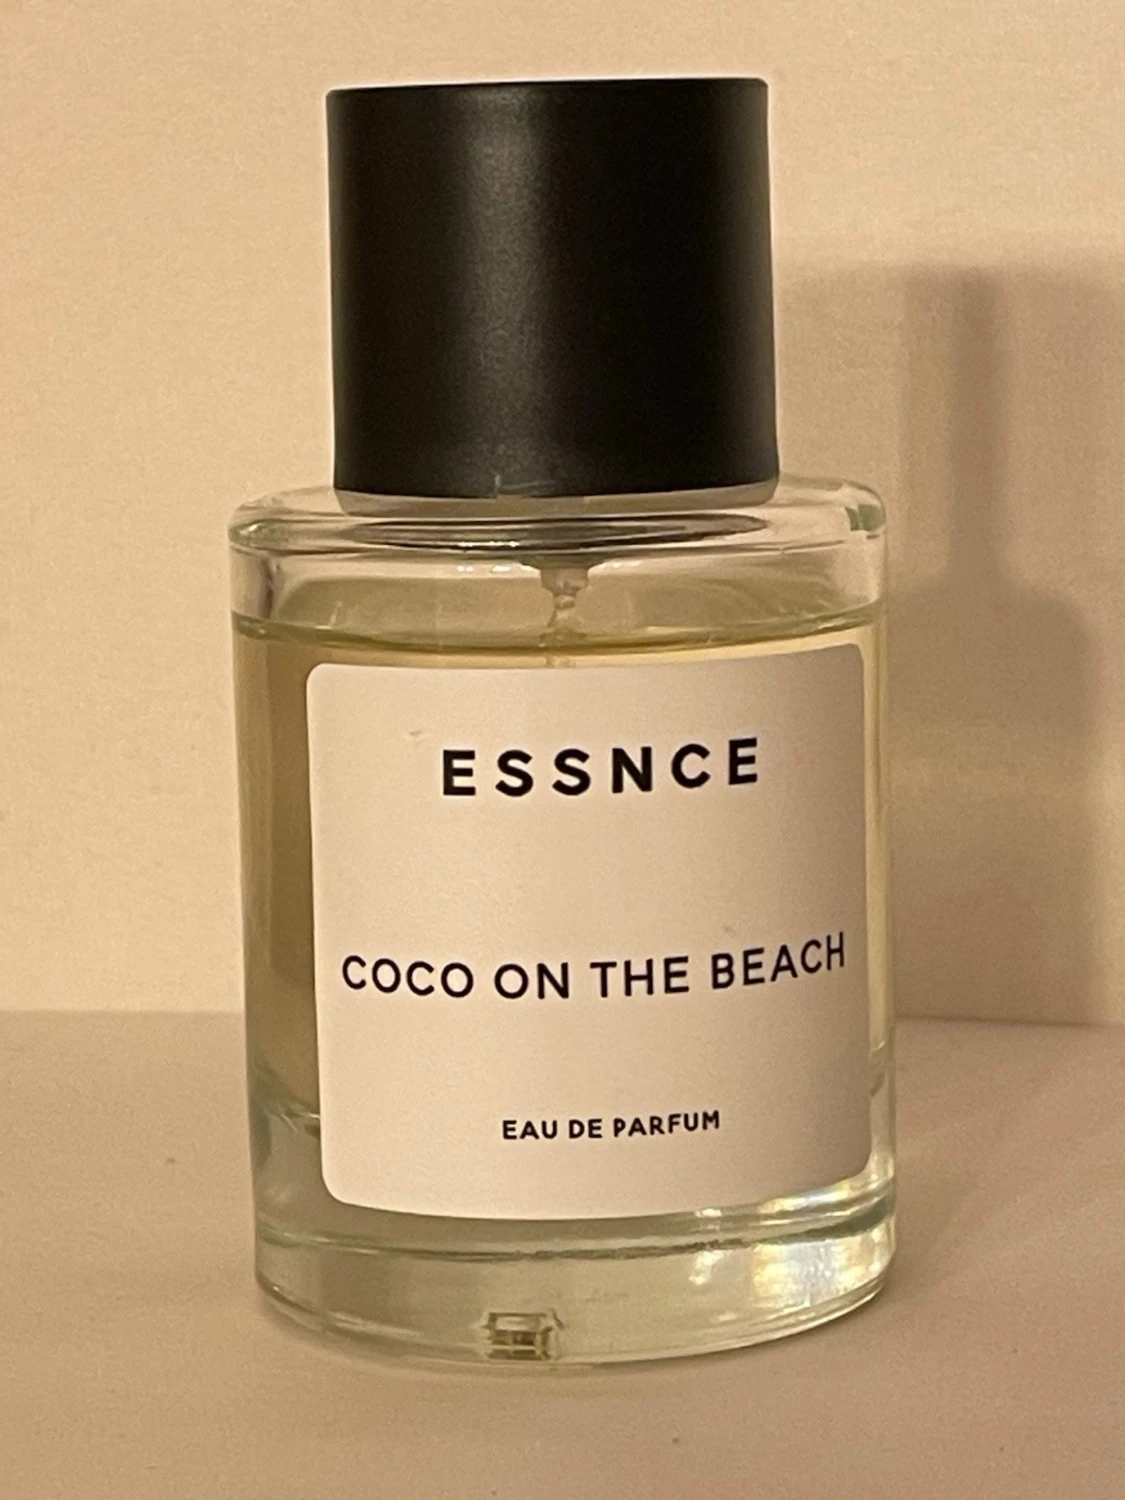 ESSNCE
COCO ON THE BEACH
EAU DE PARFUM